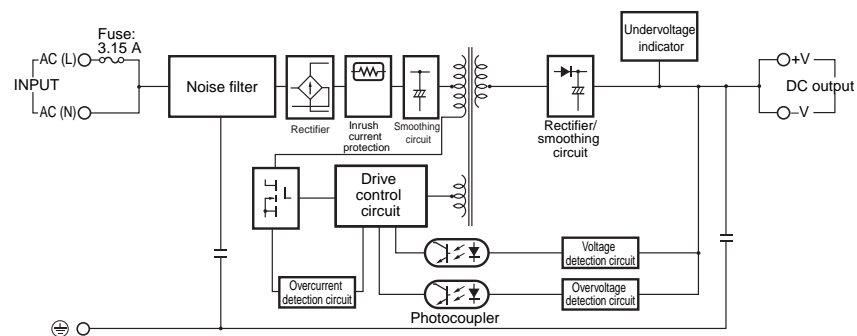 Fuse:
3.15 A
AC (L)
INPUT
AC (N)
Noise filter
Rectifier
Inrush
current
protection
Smoothing
circuit
Rectifier/
smoothing
circuit
Undervoltage
indicator
+V
DC output
–V
Drive
control
circuit
Overcurrent
detection circuit
Voltage
detection circuit
Overvoltage
detection circuit
Photocoupler